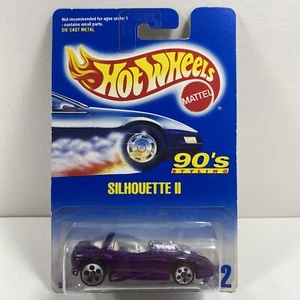 Not recommended for ages under 3
- contains small parts.
DIE CAST METAL
Hot Wheels
MATTEL
90's
STYLING
SILHOUETTE II
2